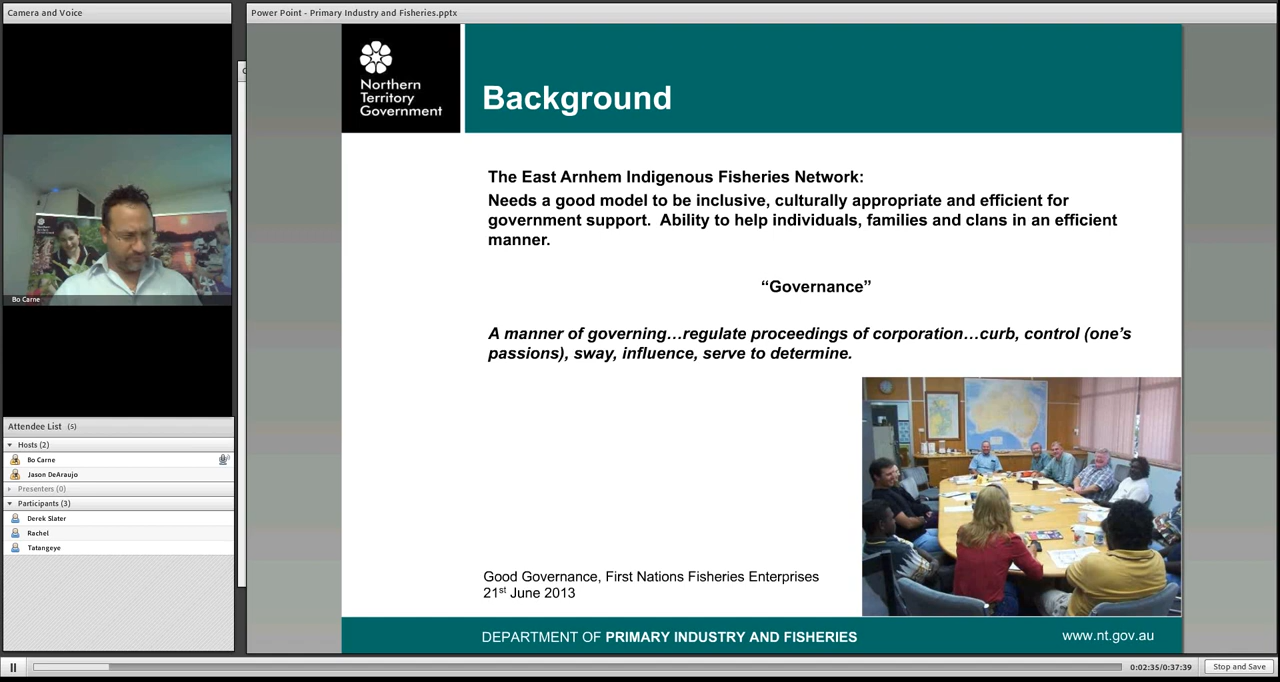 Camera and Voice
Bo Carne
Attendee List (5)
Hosts (2)
Bo Carne
Jason DeAraujo
Presenters (0)
Participants (3)
Derek Slater
Rachel
Tatangeye
Power Point - Primary Industry and Fisheries.pptx
Northern
Territory
Government
Background
The East Arnhem Indigenous Fisheries Network:
Needs a good model to be inclusive, culturally appropriate and efficient for
government support.  Ability to help individuals, families and clans in an efficient
manner.
“Governance”
A manner of governing…regulate proceedings of corporation…curb, control (one’s
passions), sway, influence, serve to determine.
Good Governance, First Nations Fisheries Enterprises
21st June 2013
DEPARTMENT OF PRIMARY INDUSTRY AND FISHERIES
www.nt.gov.au
0:02:35/0:37:39
Stop and Save